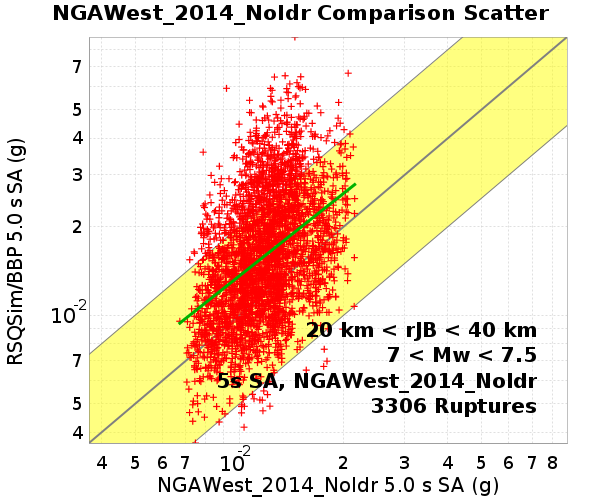 NGAWest_2014_NoIdr Comparison Scatter
RSQSim/BBP 5.0 s SA (g)
7
5
4
3
2
10-2
7
5
4
20 km < rJB < 40 km
7 < Mw < 7.5
5s SA, NGAWest_2014_NoIdr
3306 Ruptures
4 5 6 7 10-2 2 3 4 5 6 7 8
NGAWest_2014_NoIdr 5.0 s SA (g)